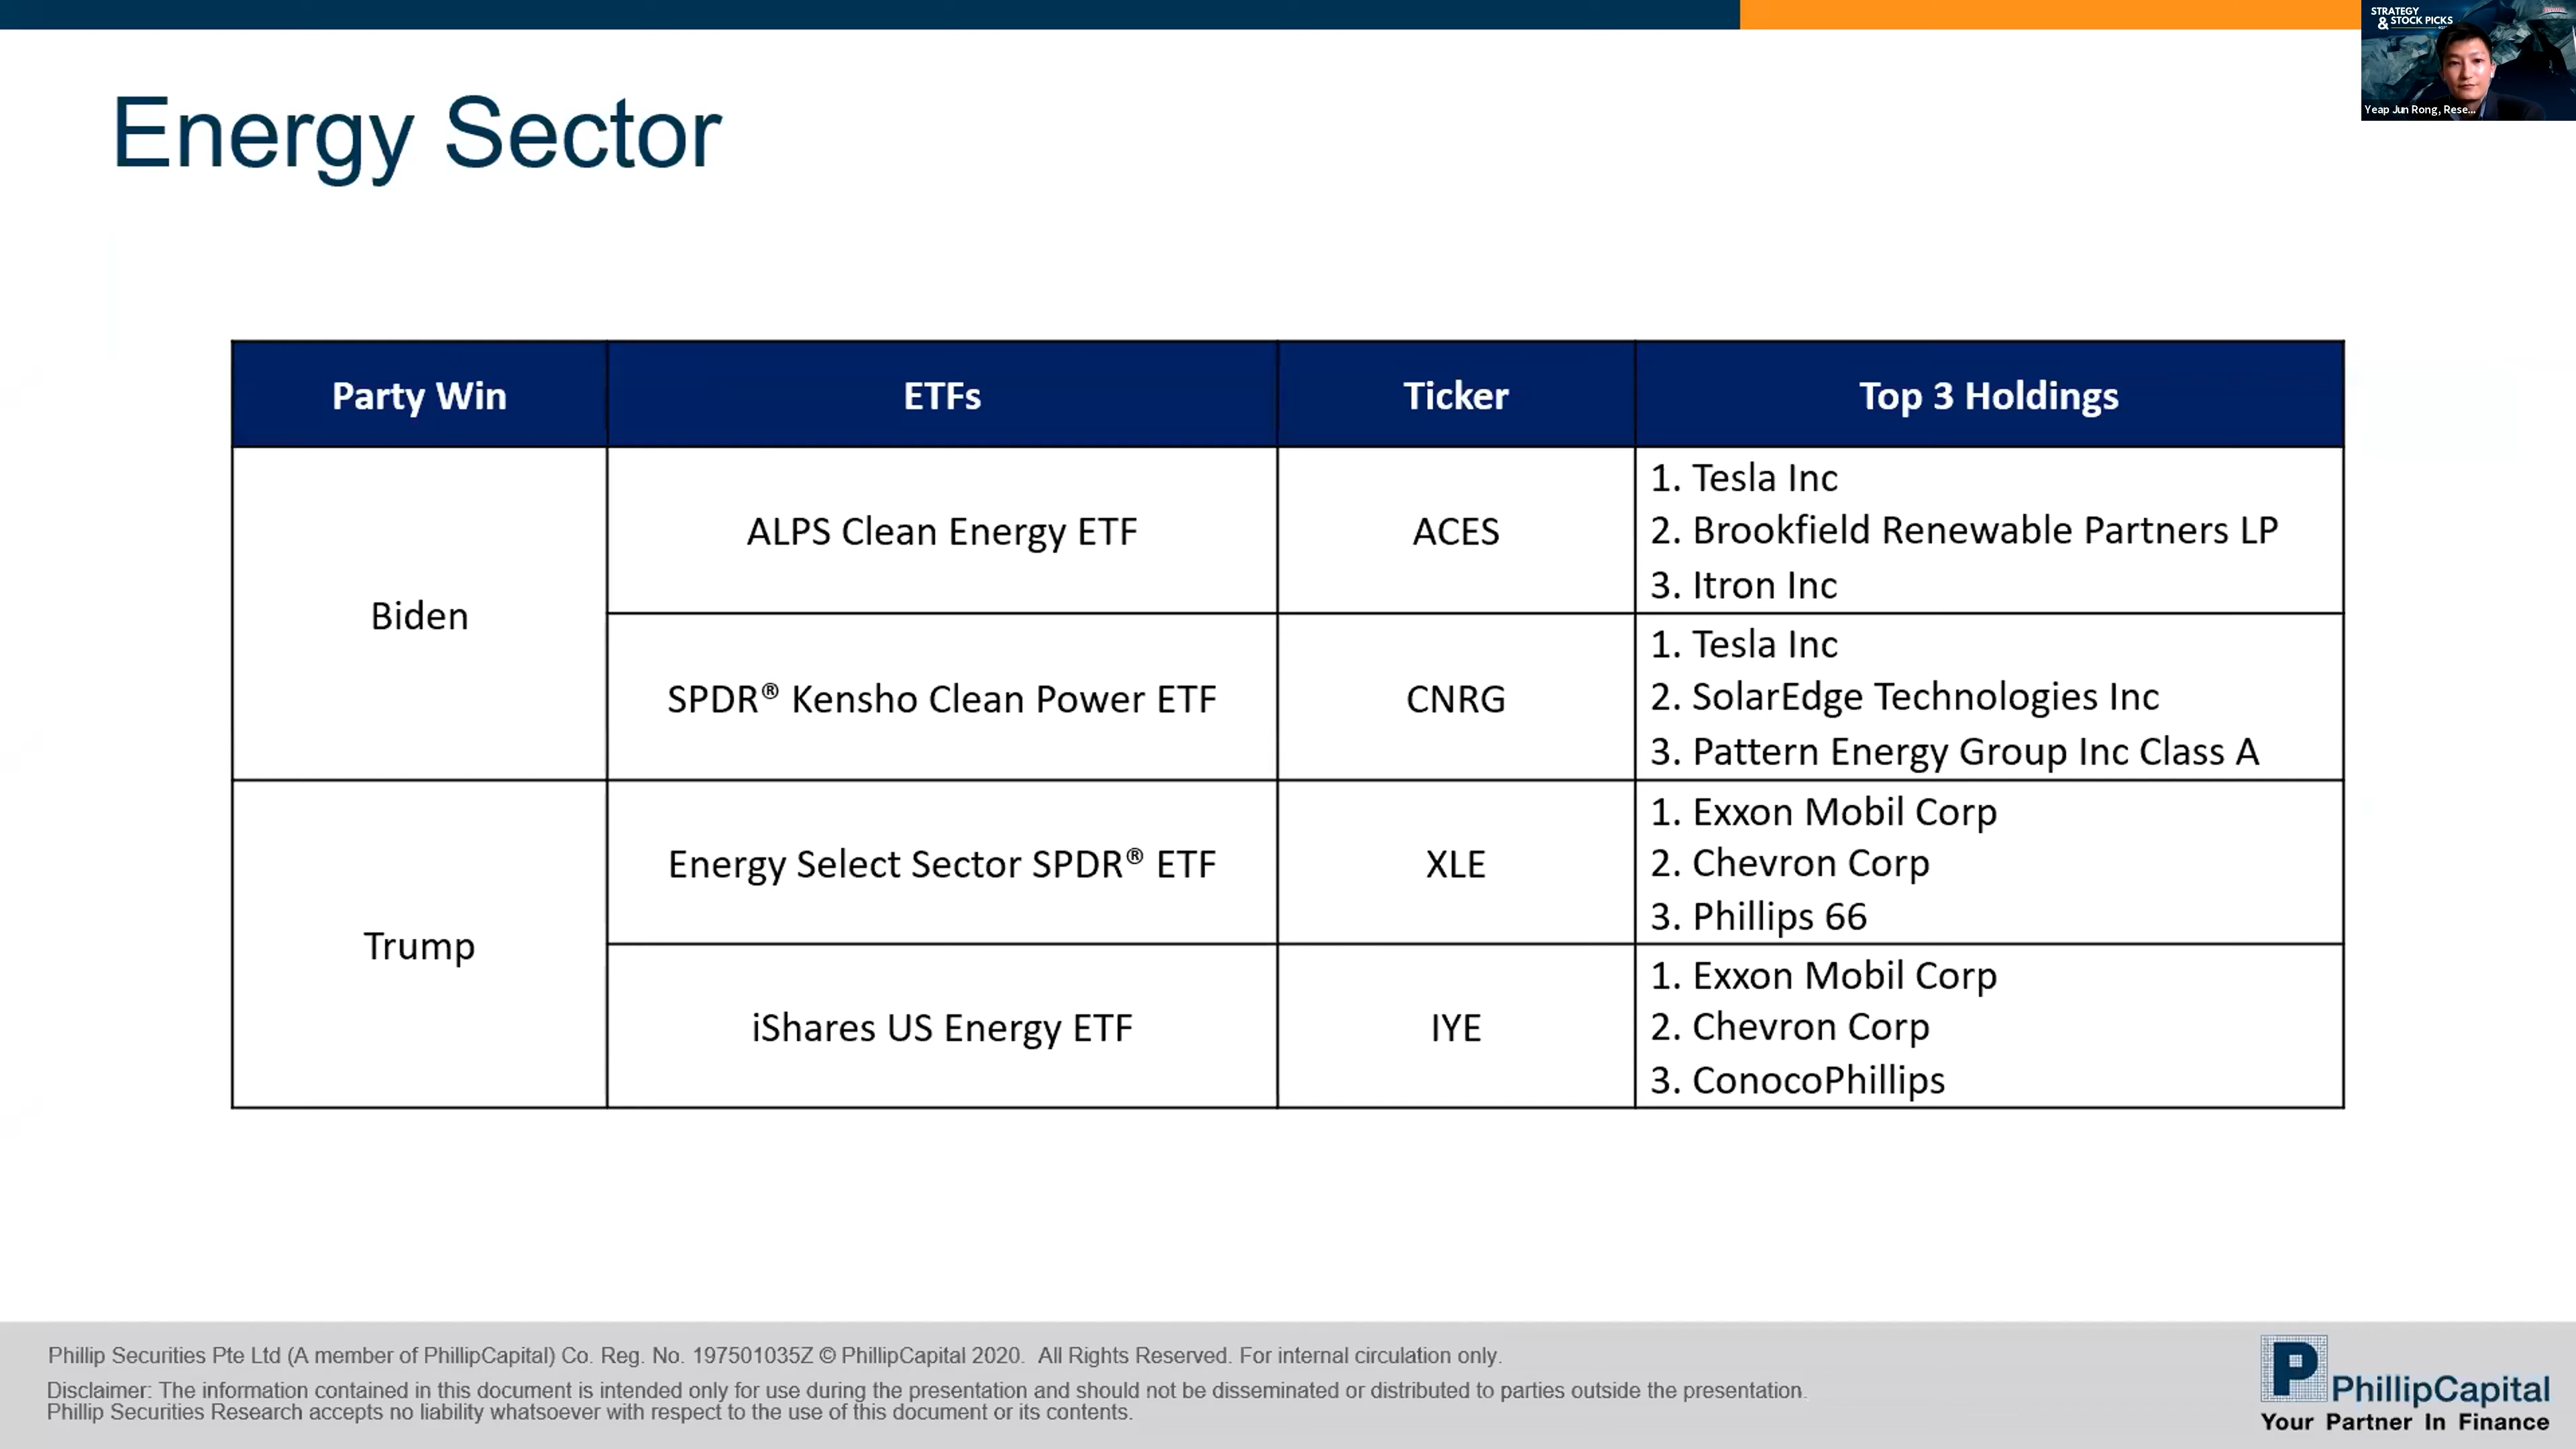 STRATEGY
& STOCK PICKS
Yeap Jun Rong, Rese...
Energy Sector
Party Win ETFs Ticker Top 3 Holdings
Biden
ALPS Clean Energy ETF ACES
1. Tesla Inc
2. Brookfield Renewable Partners LP
3. Itron Inc
SPDR® Kensho Clean Power ETF CNRG
1. Tesla Inc
2. SolarEdge Technologies Inc
3. Pattern Energy Group Inc Class A
Trump
Energy Select Sector SPDR® ETF XLE
1. Exxon Mobil Corp
2. Chevron Corp
3. Phillips 66
iShares US Energy ETF IYE
1. Exxon Mobil Corp
2. Chevron Corp
3. ConocoPhillips
Phillip Securities Pte Ltd (A member of PhillipCapital) Co. Reg. No. 197501035Z © PhillipCapital 2020. All Rights Reserved. For internal circulation only.
Disclaimer: The information contained in this document is intended only for use during the presentation and should not be disseminated or distributed to parties outside the presentation.
Phillip Securities Research accepts no liability whatsoever with respect to the use of this document or its contents.
P PhillipCapital
Your Partner In Finance